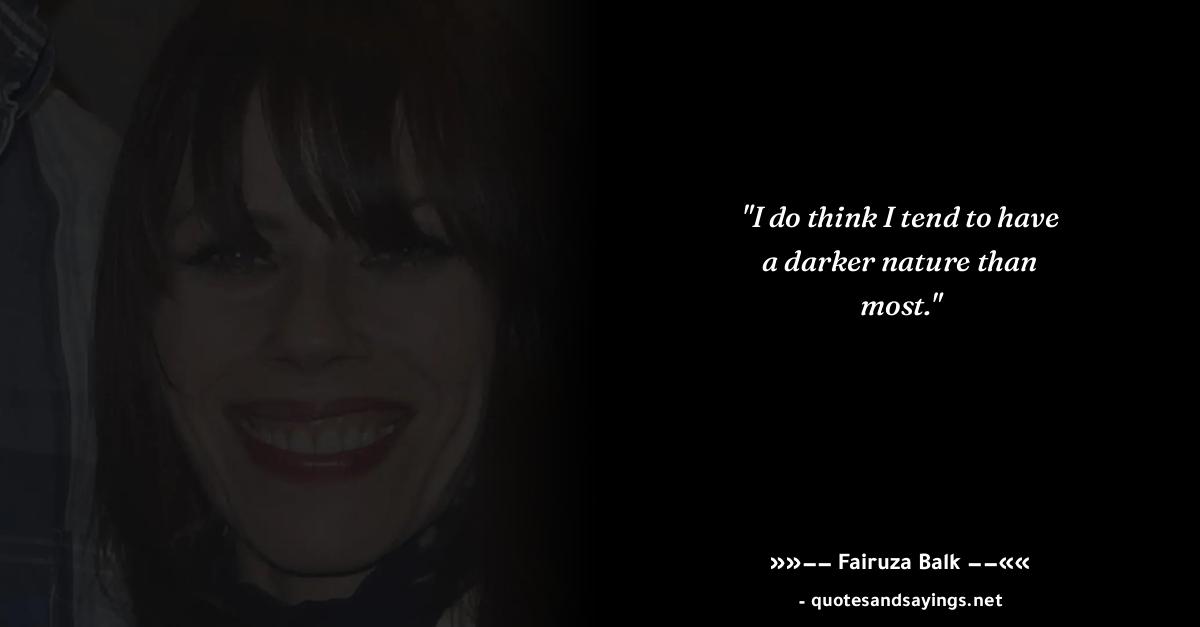 "I do think I tend to have
a darker nature than
most."
»»–– Fairuza Balk ––««
- quotesandsayings.net